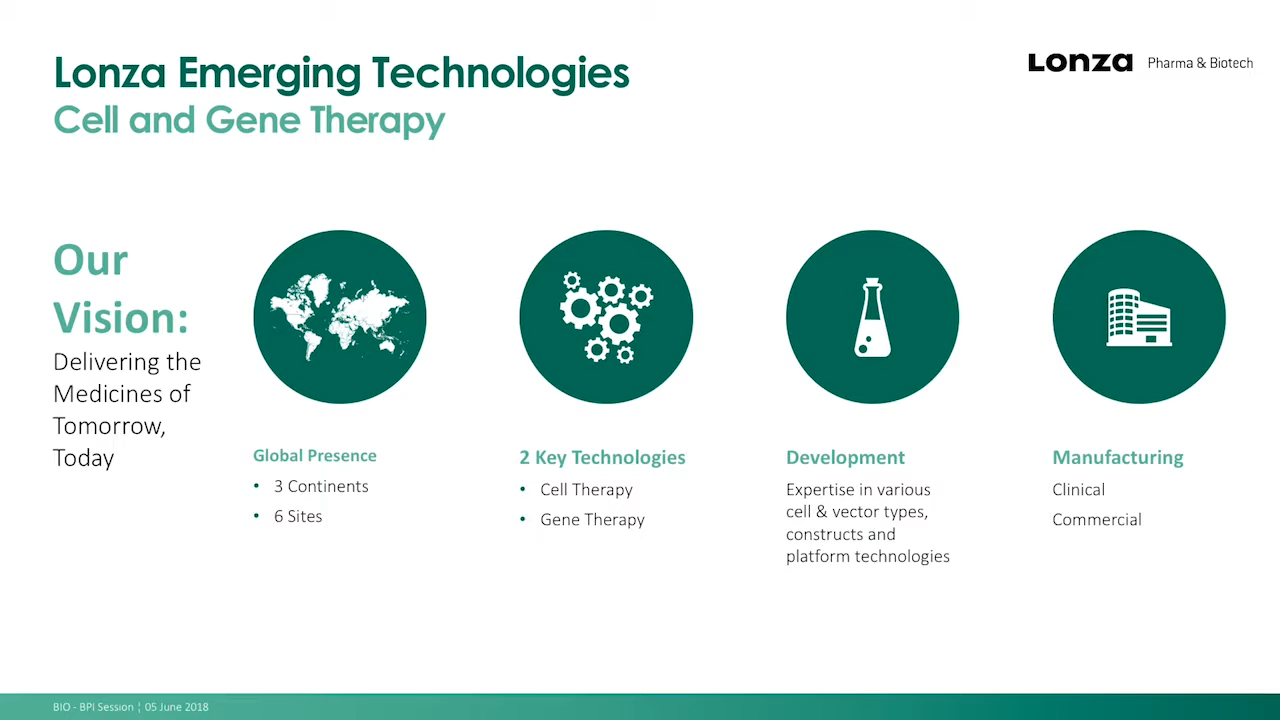 Lonza Emerging Technologies
Cell and Gene Therapy
Lonza Pharma & Biotech
Our
Vision:
Delivering the
Medicines of
Tomorrow,
Today
Global Presence
• 3 Continents
• 6 Sites
2 Key Technologies
• Cell Therapy
• Gene Therapy
Development
Expertise in various
cell & vector types,
constructs and
platform technologies
Manufacturing
Clinical
Commercial
BIO - BPI Session ¦ 05 June 2018